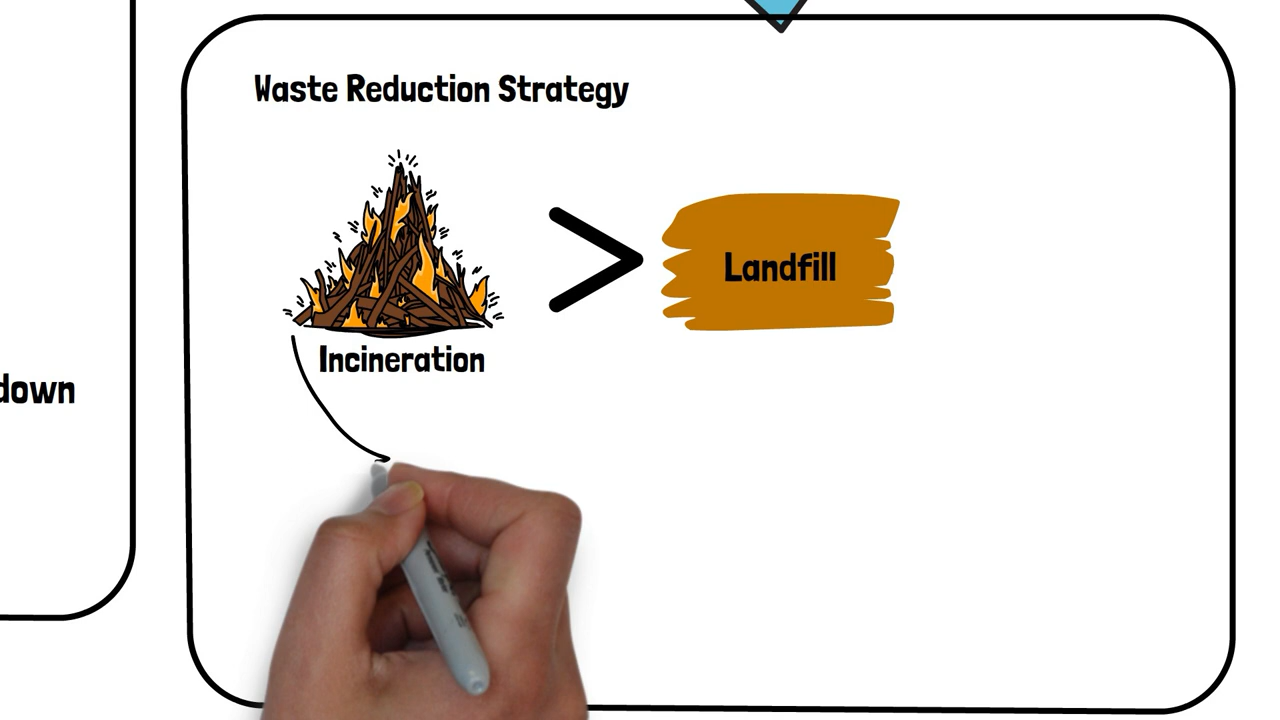 Waste Reduction Strategy
>
Landfill
Incineration
down